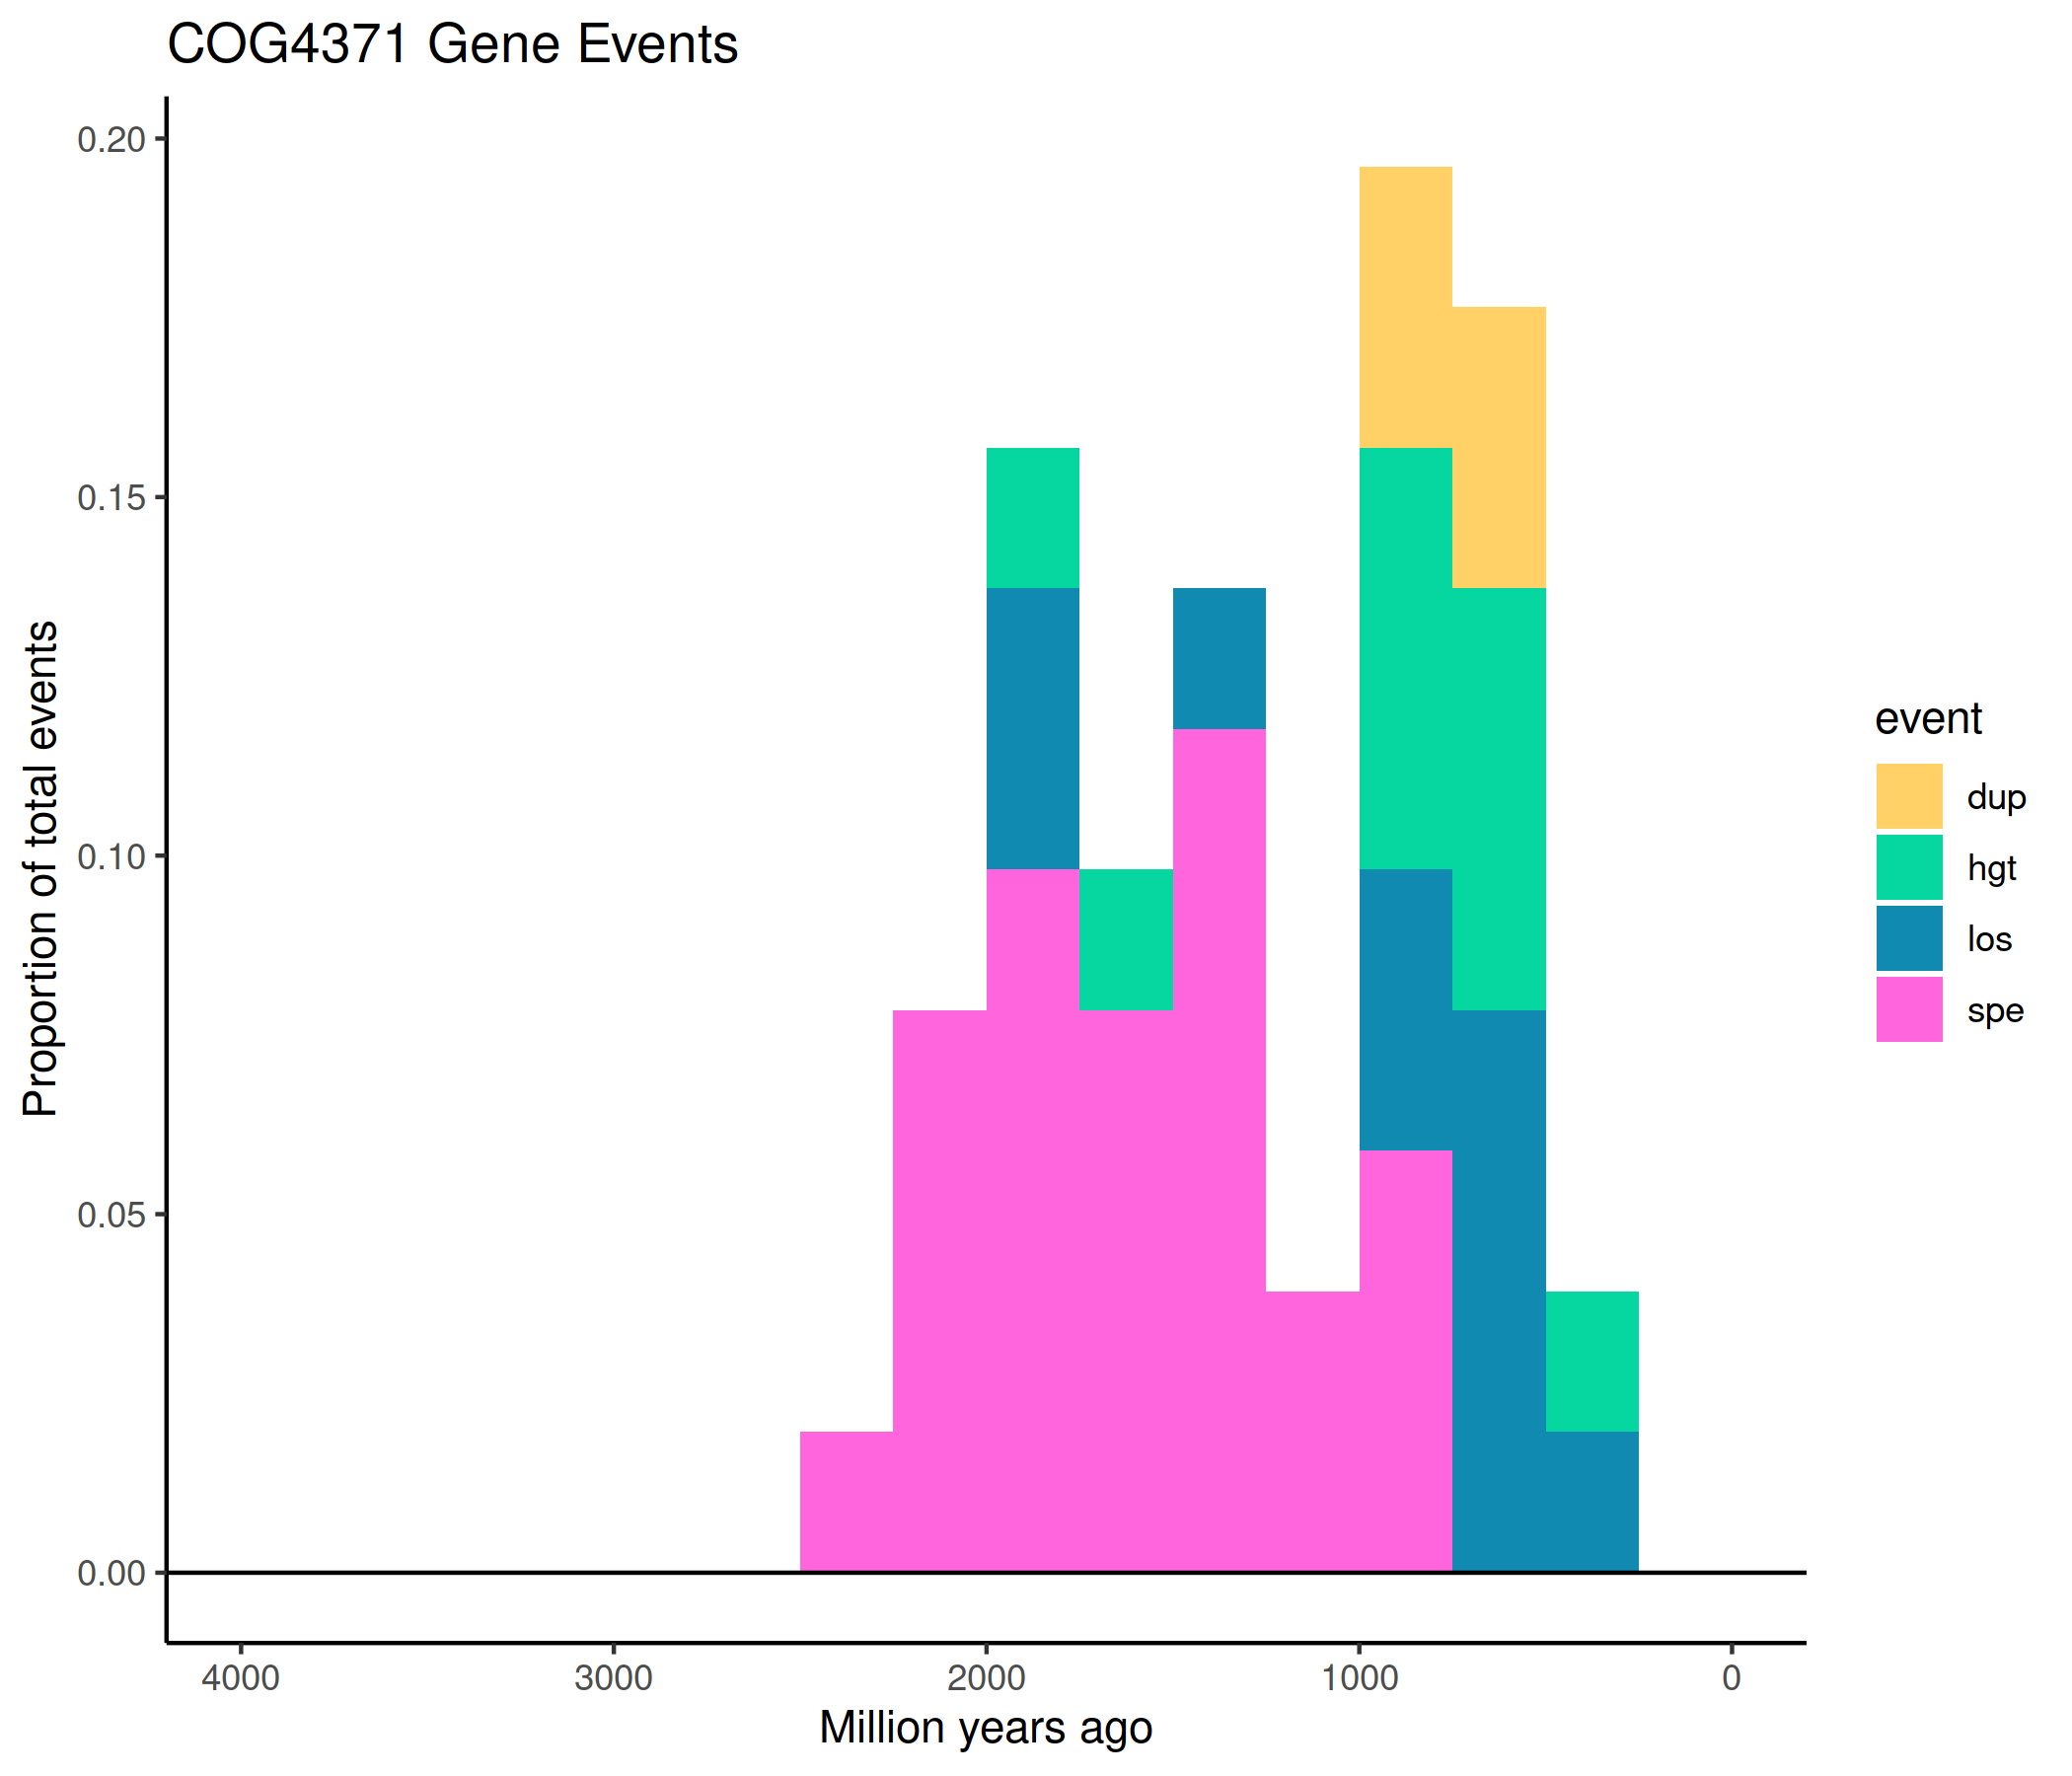 COG4371 Gene Events
0.20
0.15
0.10
0.05
0.00
Proportion of total events
4000 3000 2000 1000 0
Million years ago
event
dup
hgt
los
spe